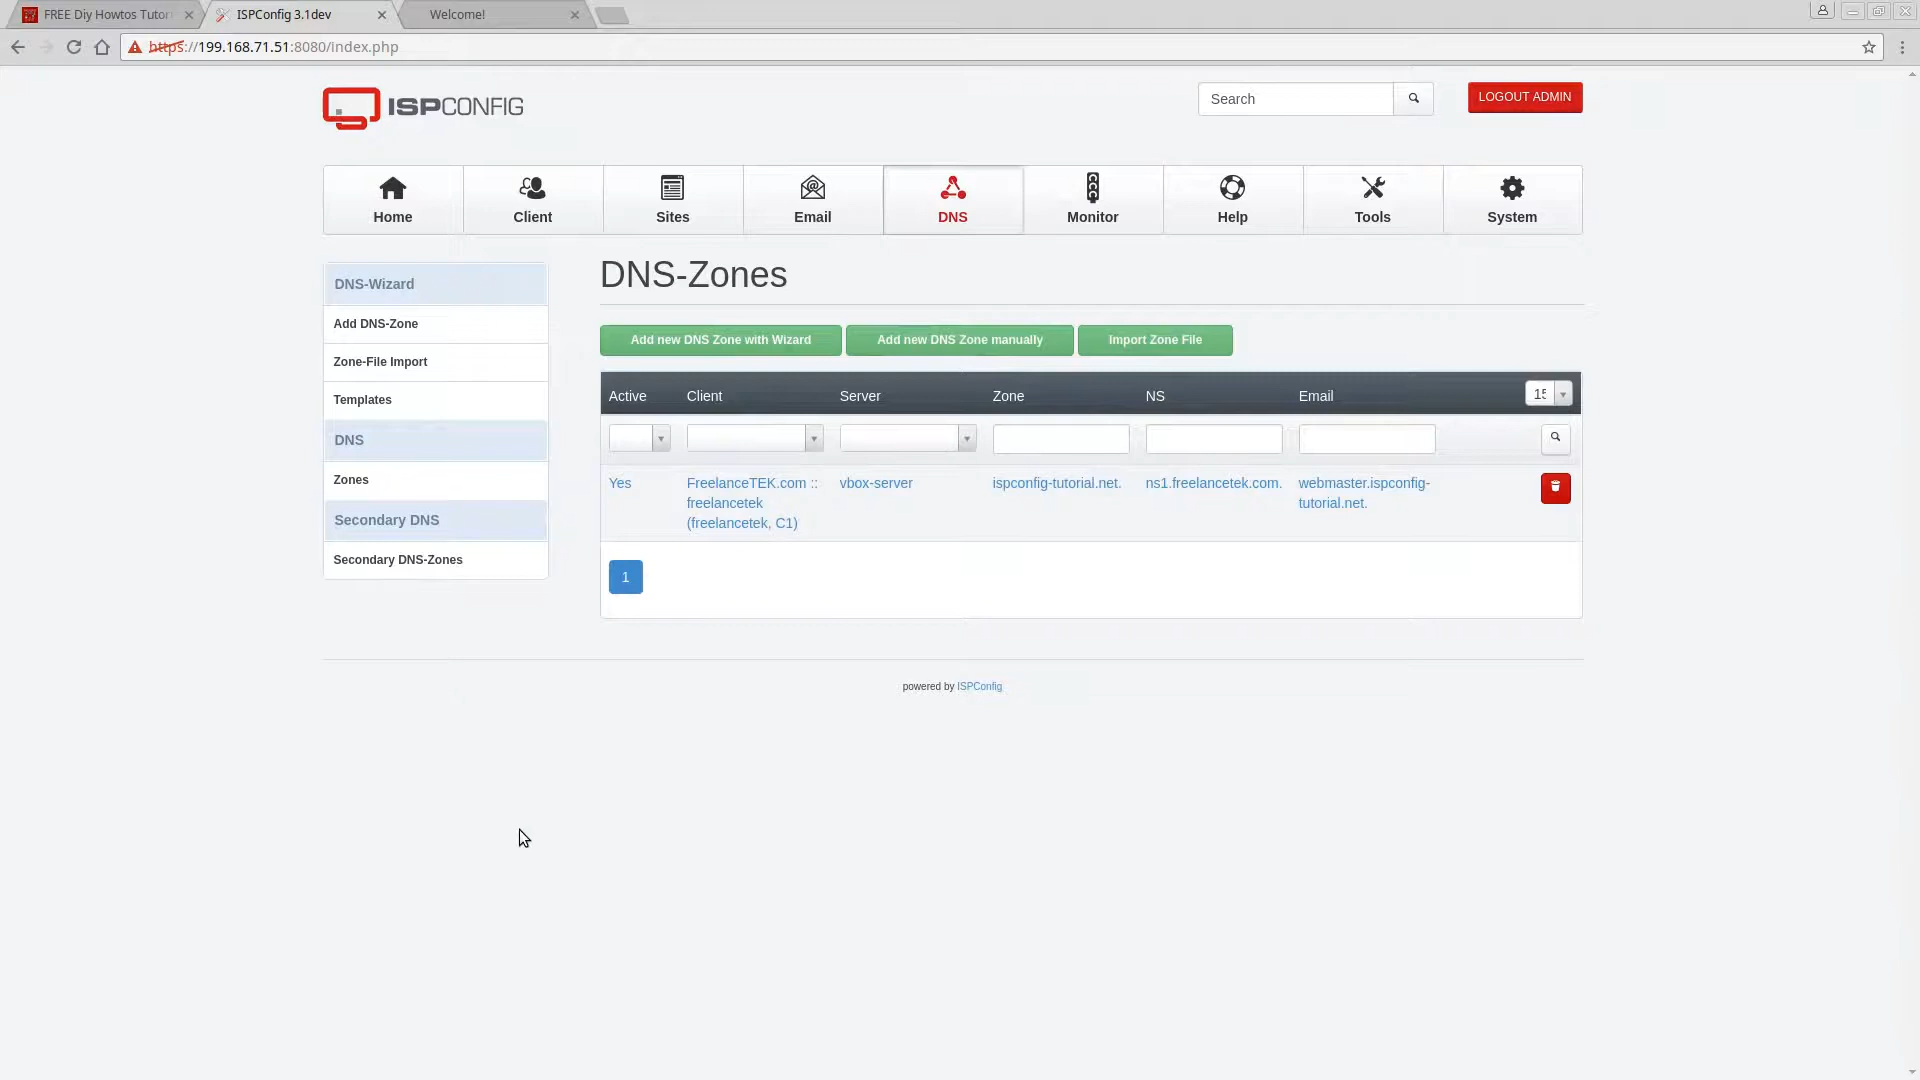 FREE Diy Howtos Tutor
ISPConfig 3.1dev
Welcome!
https://199.168.71.51:8080/index.php
ISPCONFIG
Search
LOGOUT ADMIN
Home
Client
Sites
Email
DNS
Monitor
Help
Tools
System
DNS-Wizard
Add DNS-Zone
Zone-File Import
Templates
DNS
Zones
Secondary DNS
Secondary DNS-Zones
DNS-Zones
Add new DNS Zone with Wizard
Add new DNS Zone manually
Import Zone File
Active Client Server Zone NS Email 15
Yes FreelanceTEK.com :: vbox-server ispconfig-tutorial.net. ns1.freelancetek.com. webmaster.ispconfig-
freelancetek tutorial.net.
(freelancetek, C1)
1
powered by ISPConfig